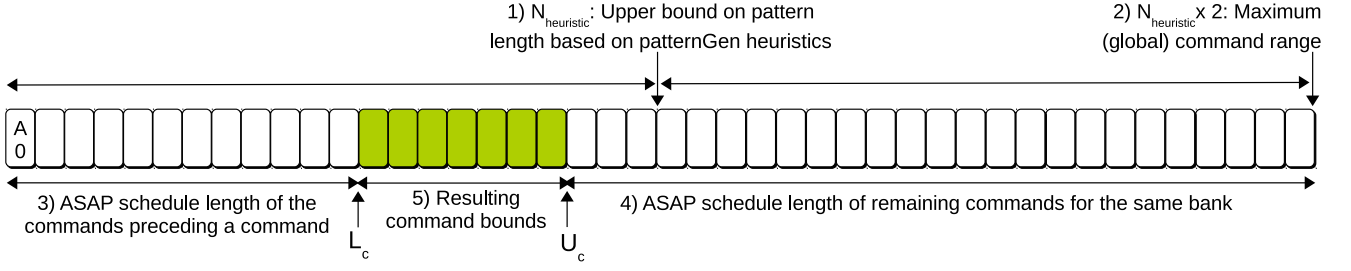 1) N_heuristic: Upper bound on pattern
length based on patternGen heuristics
2) N_heuristic x 2: Maximum
(global) command range
A
0
3) ASAP schedule length of the
commands preceding a command
L_c
5) Resulting
command bounds
U_c
4) ASAP schedule length of remaining commands for the same bank